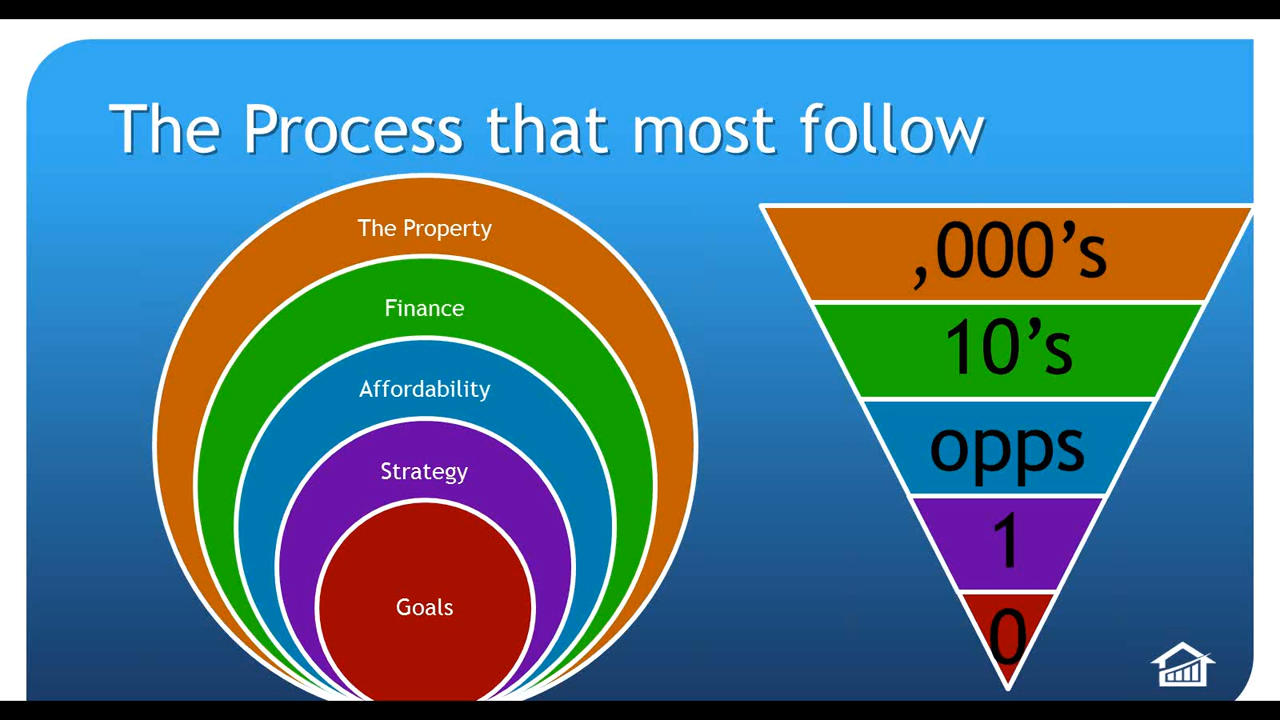 The Process that most follow
The Property
Finance
Affordability
Strategy
Goals
,000’s
10’s
opps
1
0